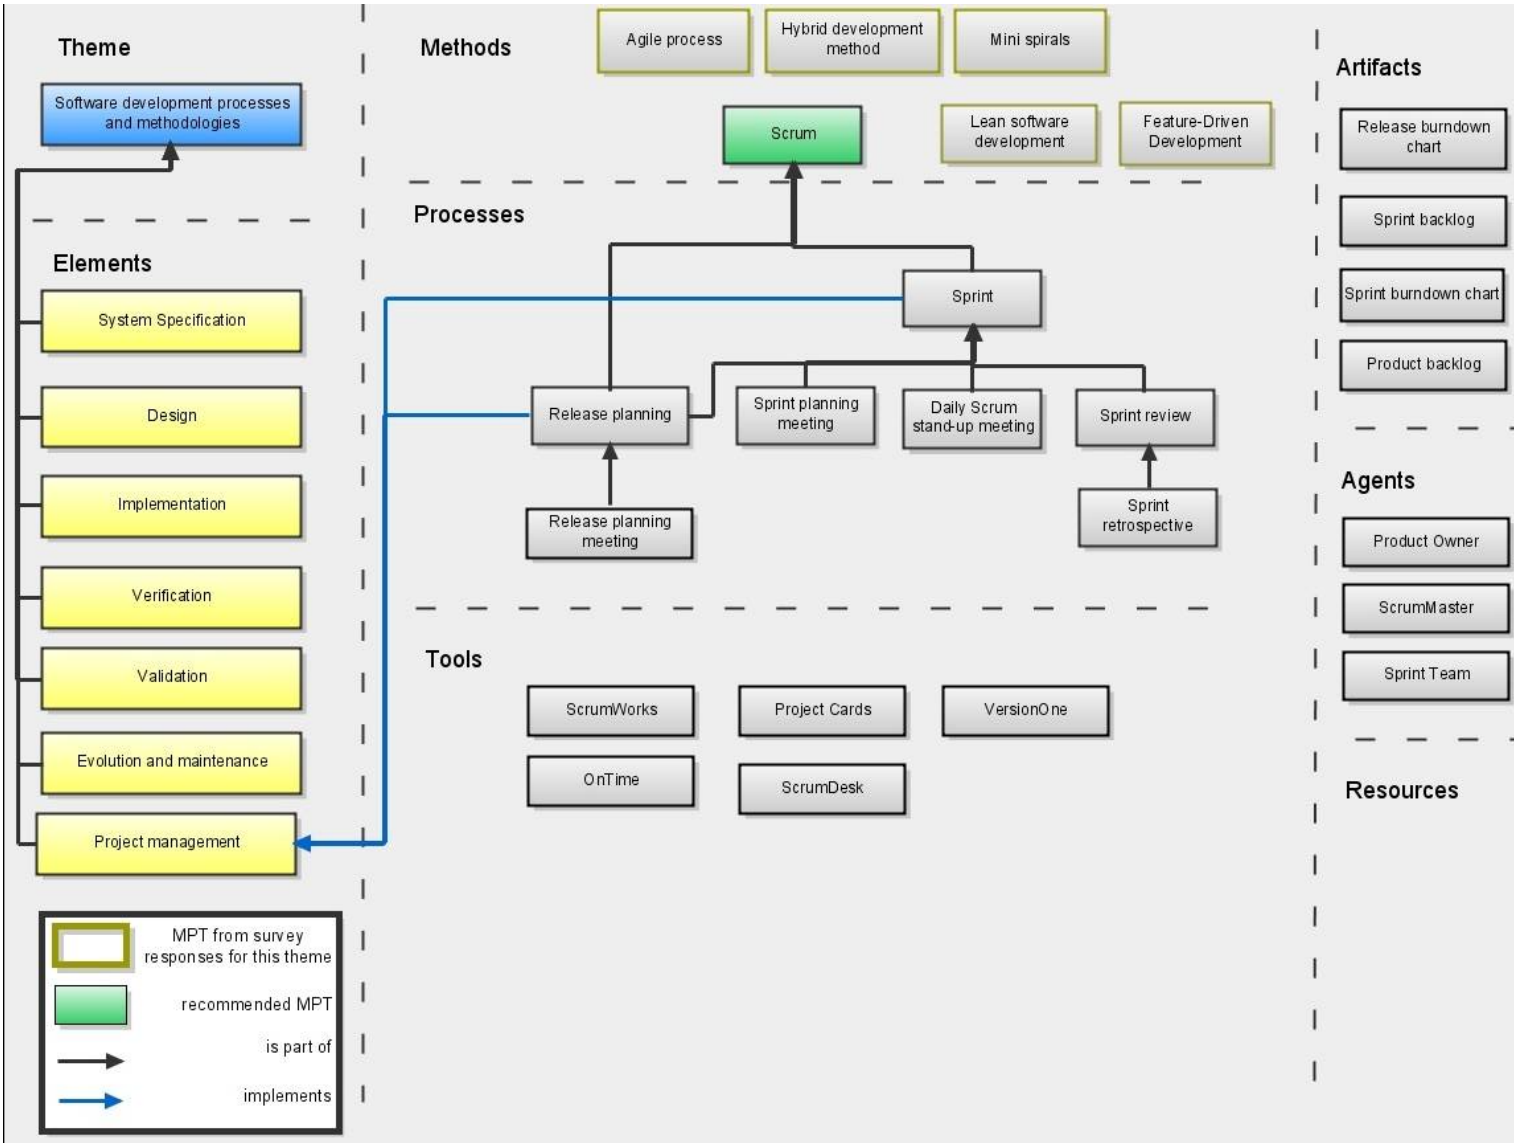 Theme
Software development processes
and methodologies
Elements
System Specification
Design
Implementation
Verification
Validation
Evolution and maintenance
Project management
MPT from survey
responses for this theme
recommended MPT
is part of
implements
Methods
Agile process
Hybrid development
method
Mini spirals
Scrum
Lean software
development
Feature-Driven
Development
Processes
Sprint
Release planning
Sprint planning
meeting
Daily Scrum
stand-up meeting
Sprint review
Release planning
meeting
Sprint
retrospective
Tools
ScrumWorks
Project Cards
VersionOne
OnTime
ScrumDesk
Artifacts
Release burndown
chart
Sprint backlog
Sprint burndown chart
Product backlog
Agents
Product Owner
ScrumMaster
Sprint Team
Resources